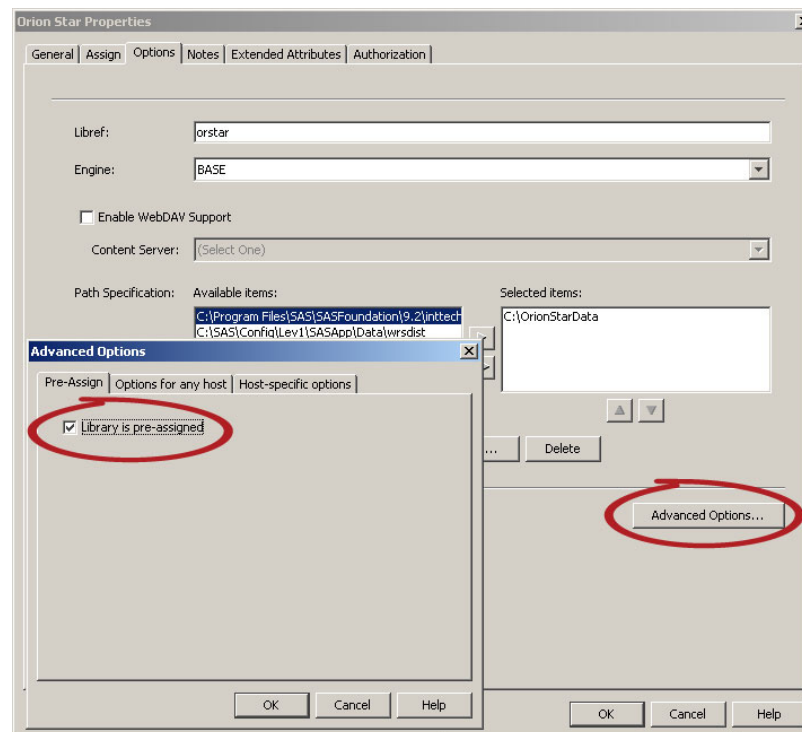 Orion Star Properties
General Assign Options Notes Extended Attributes Authorization
Libref: orstar
Engine: BASE
Enable WebDAV Support
Content Server: (Select One)
Path Specification: Available items: Selected items:
C:\Program Files\SAS\SASFoundation\9.2\inttech C:\OrionStarData
C:\SAS\Config\Lev1\SASApp\Data\wrsdist
Advanced Options
Pre-Assign Options for any host Host-specific options
Library is pre-assigned
... Delete
Advanced Options...
OK Cancel Help
OK Cancel Help